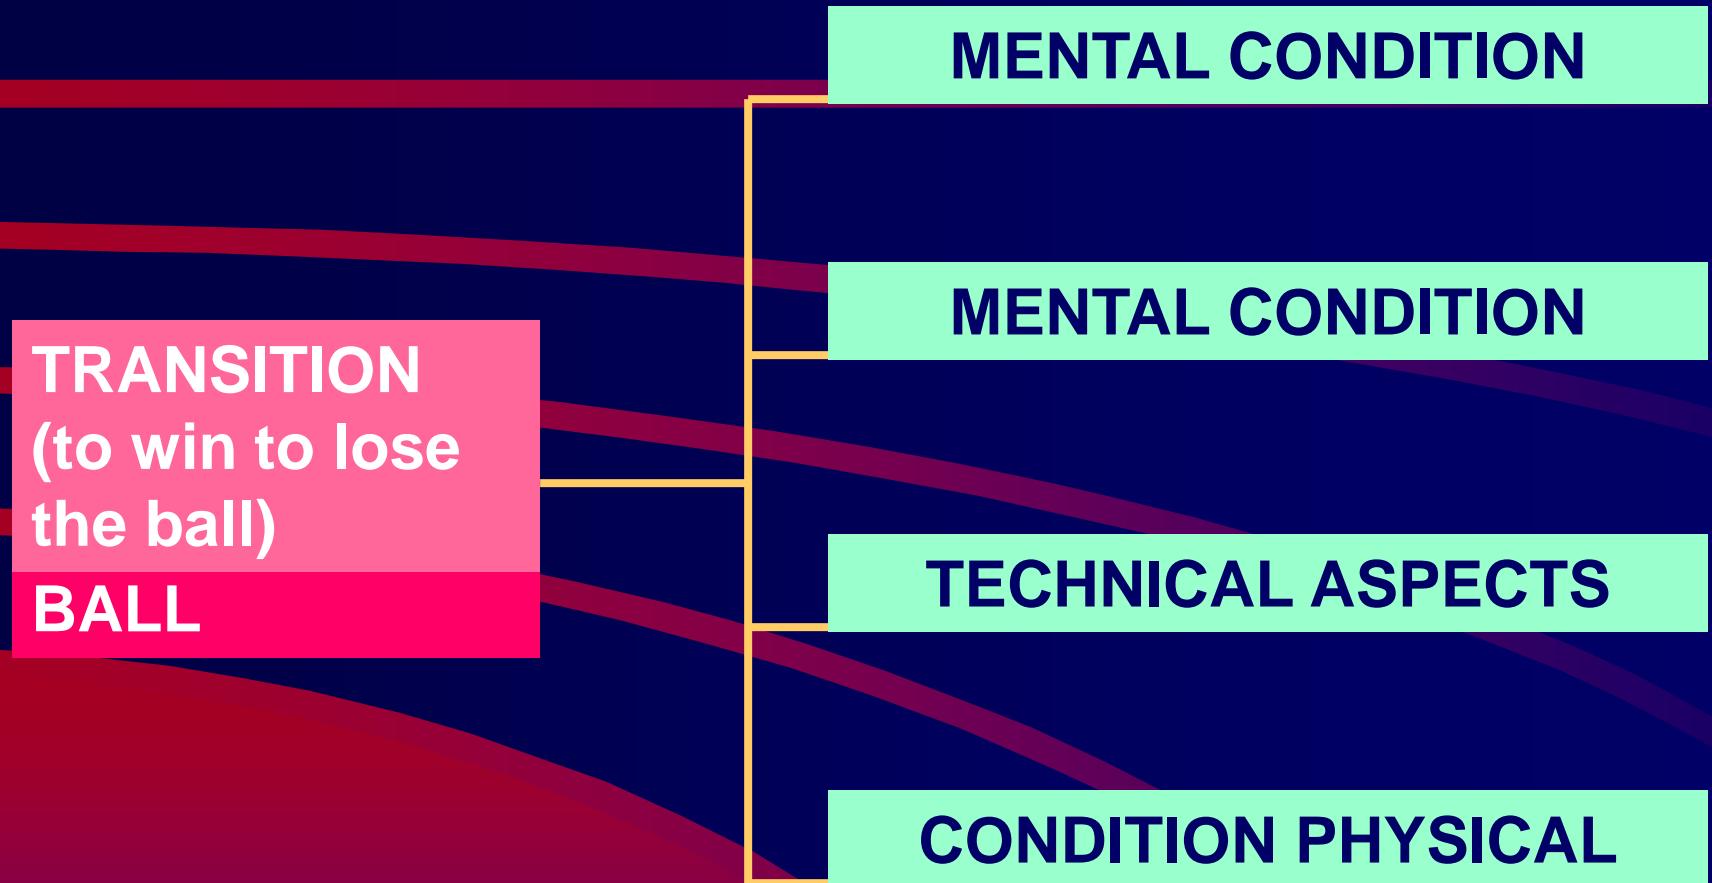 MENTAL CONDITION
MENTAL CONDITION
TRANSITION
(to win to lose
the ball)
BALL
TECHNICAL ASPECTS
CONDITION PHYSICAL